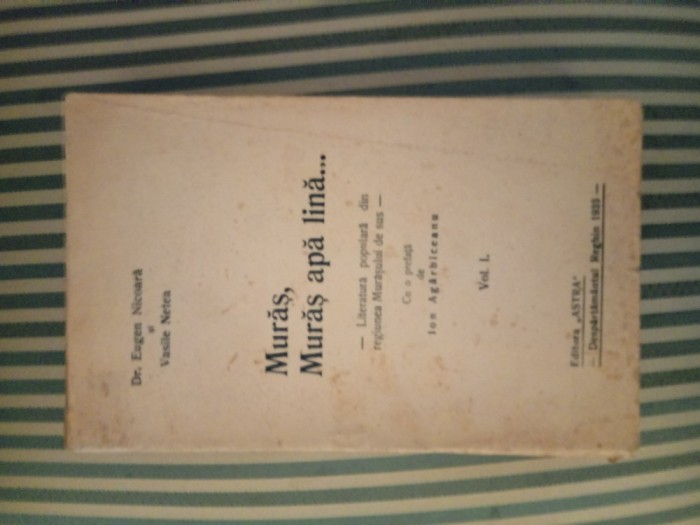 Dr. Eugen Nicoară
și
Vasile Netea
Murăș,
Murăș apă lină...
— Literatură populară din
regiunea Murășului de sus —
Cu o prefață
de
Ion Agârbiceanu
Vol. I.
Editura „ASTRA"
Despărțământul Reghin 1935 —